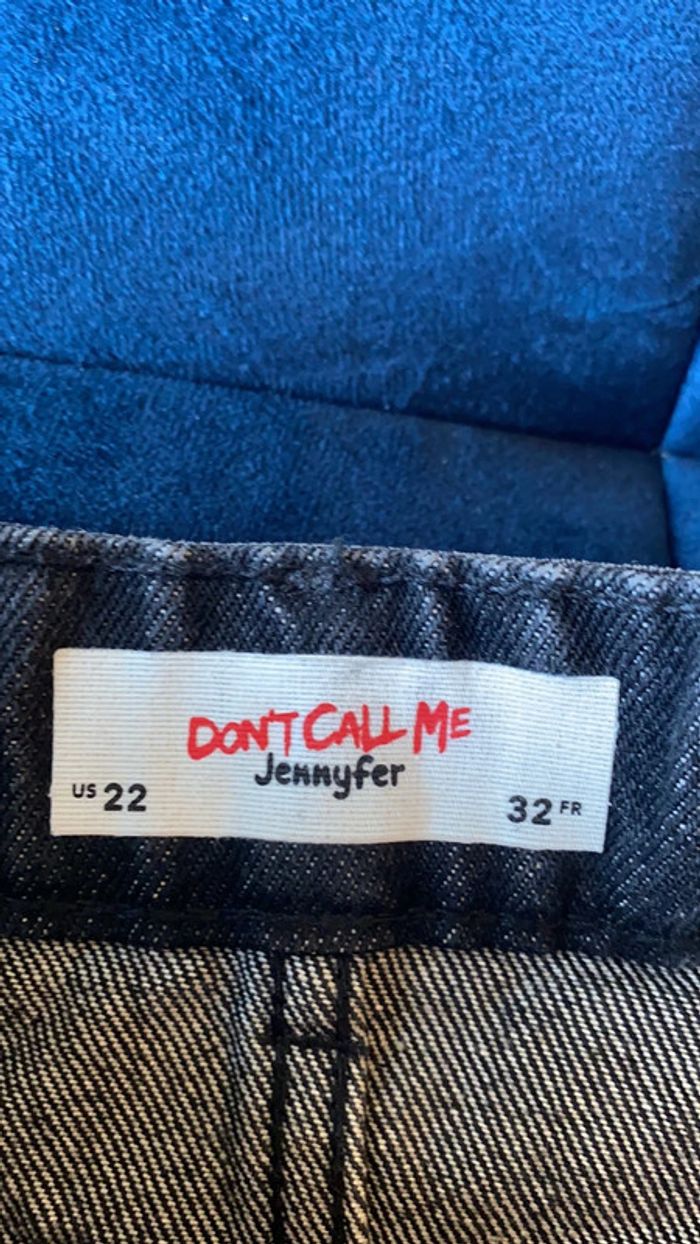 DON'T CALL ME
Jennyfer
US 22
32 FR